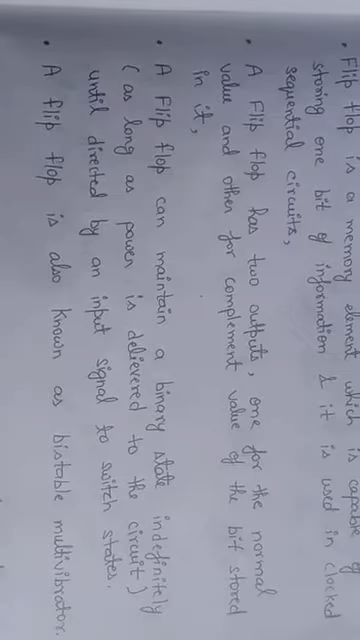 • Flip flop is a memory element which is capable of
storing one bit of information & it is used in clocked
sequential circuits,
• A Flip flop has two outputs, one for the normal
value and other for complement value of the bit stored
in it,
• A Flip flop can maintain a binary state indefinitely
(as long as power is delievered to the circuit)
until directed by an input signal to switch states.
• A flip flop is also known as bistable multivibrator.